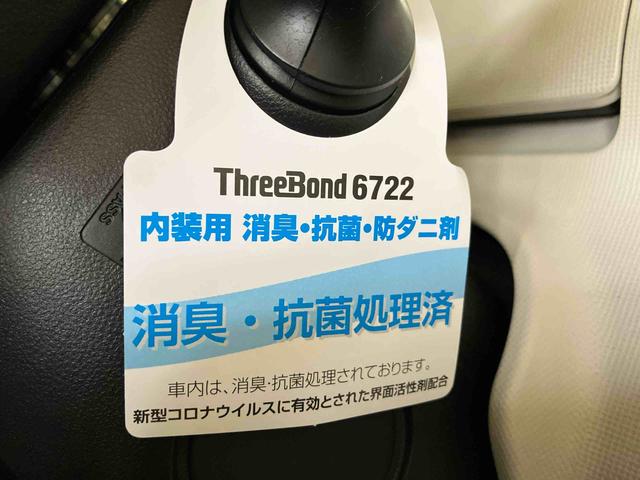 ThreeBond 6722
内装用 消臭・抗菌・防ダニ剤
消臭・抗菌処理済
車内は、消臭・抗菌処理されております。
新型コロナウイルスに有効とされた界面活性剤配合